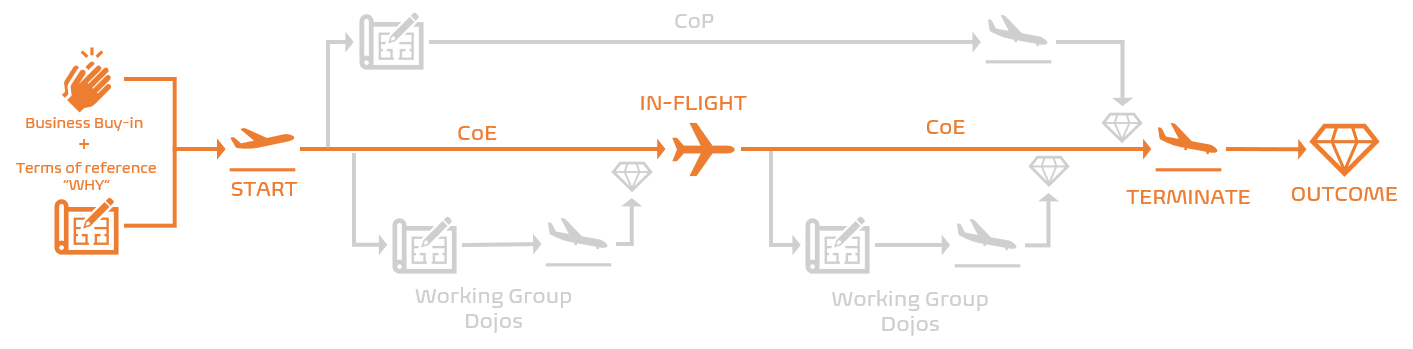 CoP
IN-FLIGHT
Business Buy-in
+
Terms of reference
“WHY”
CoE
CoE
START
TERMINATE
OUTCOME
Working Group
Dojos
Working Group
Dojos